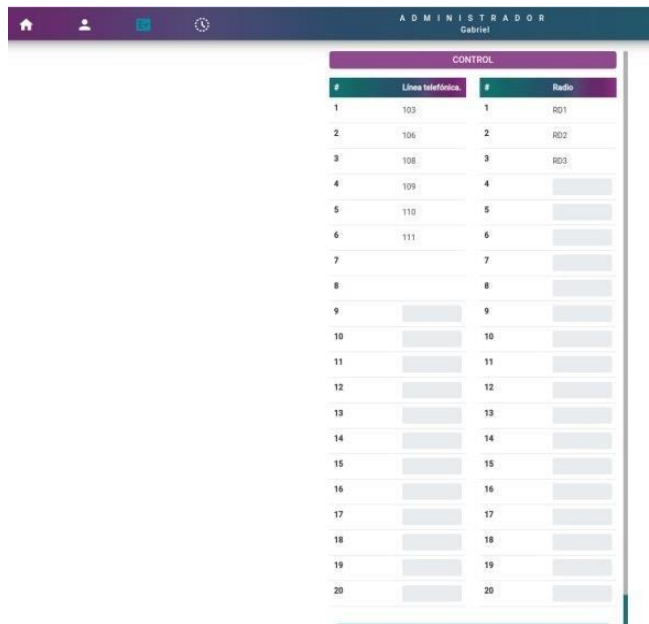 ADMINISTRADOR
Gabriel
CONTROL
# Línea telefónica. # Radio
1 103 1 RD1
2 106 2 RD2
3 108 3 RD3
4 109 4
5 110 5
6 111 6
7 7
8 8
9 9
10 10
11 11
12 12
13 13
14 14
15 15
16 16
17 17
18 18
19 19
20 20